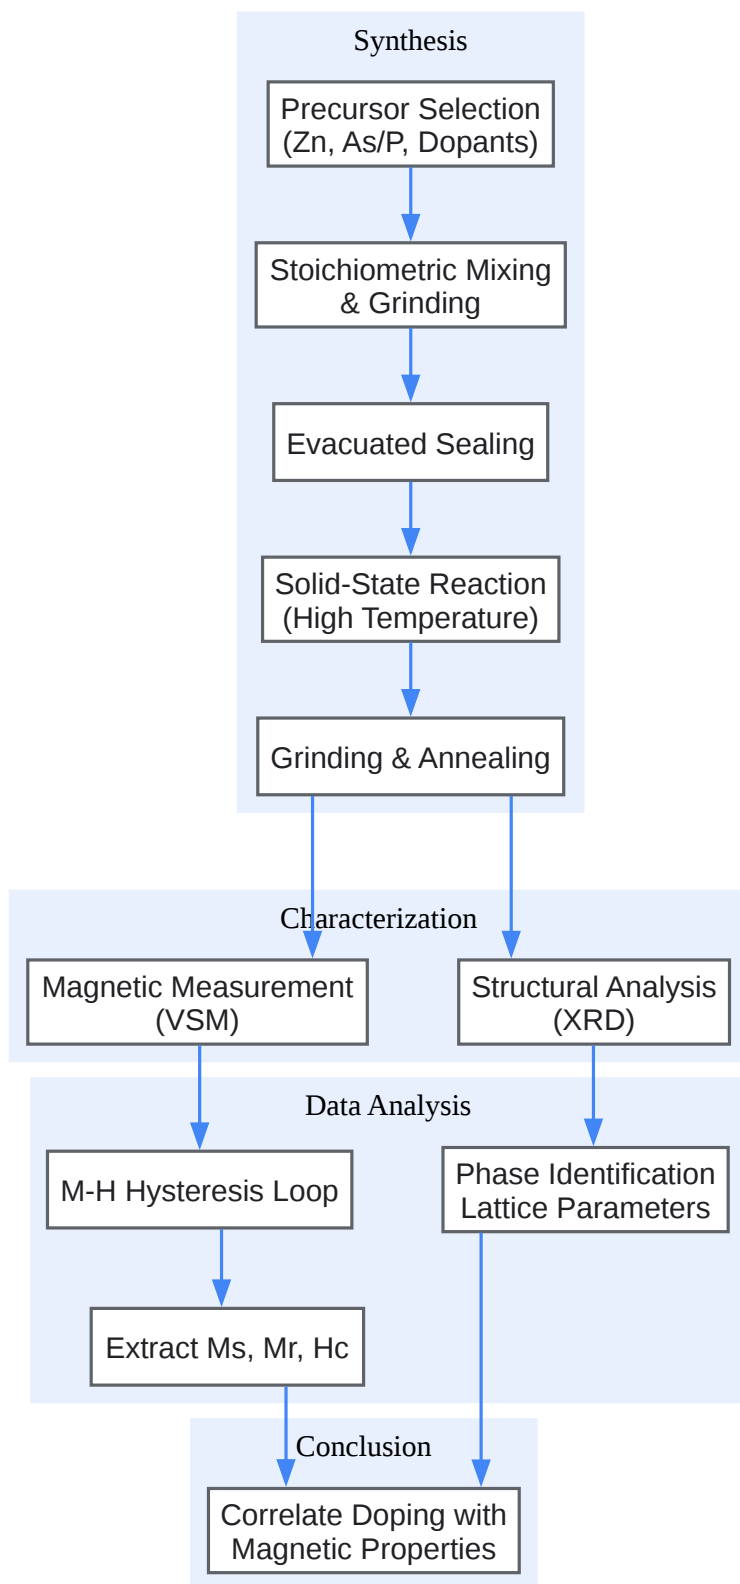 Synthesis
Precursor Selection
(Zn, As/P, Dopants)
Stoichiometric Mixing
& Grinding
Evacuated Sealing
Solid-State Reaction
(High Temperature)
Grinding & Annealing
Characterization
Magnetic Measurement
(VSM)
Structural Analysis
(XRD)
Data Analysis
M-H Hysteresis Loop
Phase Identification
Lattice Parameters
Extract Ms, Mr, Hc
Conclusion
Correlate Doping with
Magnetic Properties